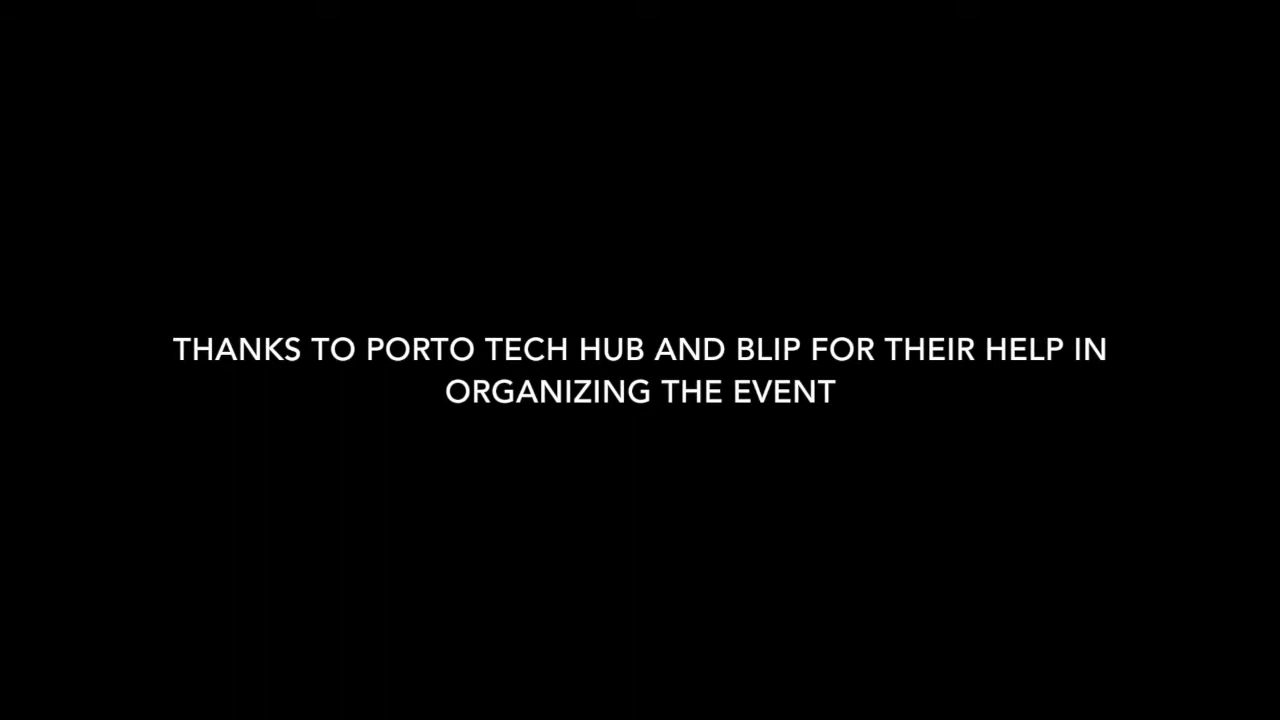 THANKS TO PORTO TECH HUB AND BLIP FOR THEIR HELP IN
ORGANIZING THE EVENT